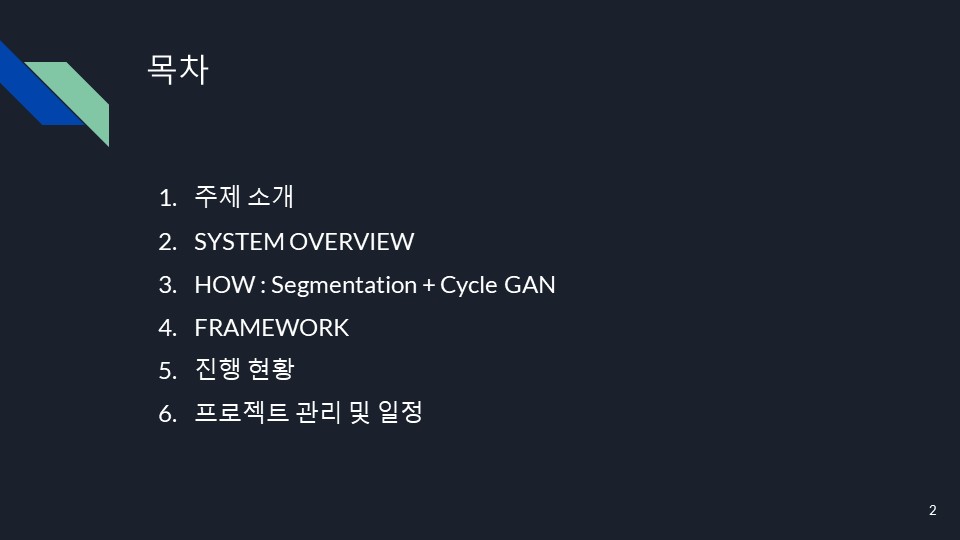 목차
1. 주제 소개
2. SYSTEM OVERVIEW
3. HOW : Segmentation + Cycle GAN
4. FRAMEWORK
5. 진행 현황
6. 프로젝트 관리 및 일정
2